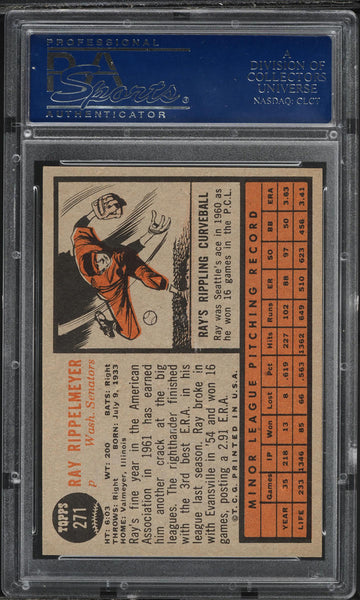 PROFESSIONAL
PSA
Sports
AUTHENTICATOR
A
DIVISION OF
COLLECTORS
UNIVERSE
NASDAQ: CLCT
TOPPS
271
RAY RIPPELMEYER
p Wash. Senators
HT: 6:03 WT: 200 BATS: Right
THROWS: Right BORN: July 9, 1933
HOME: Valmeyer, Illinois
Ray's fine year in the American
Association in 1961 has earned
him another crack at the big
leagues. The righthander finished
with the 3rd best E.R.A. in his
league last season. Ray broke in
with Evansville in '54 and won 16
games, posting a 2.91 E.R.A.
© T.C.G. PRINTED IN U.S.A.
RAY'S RIPPLING CURVEBALL
Ray was Seattle's ace in 1960 as
he won 16 games in the P.C.L.
MINOR LEAGUE PITCHING RECORD
Games IP Won Lost Pct Hits Runs ER SO BB ERA
YEAR 35 218 13 8 .619 227 102 88 97 50 3.63
LIFE 233 1346 85 66 .563 1362 649 510 623 456 3.41